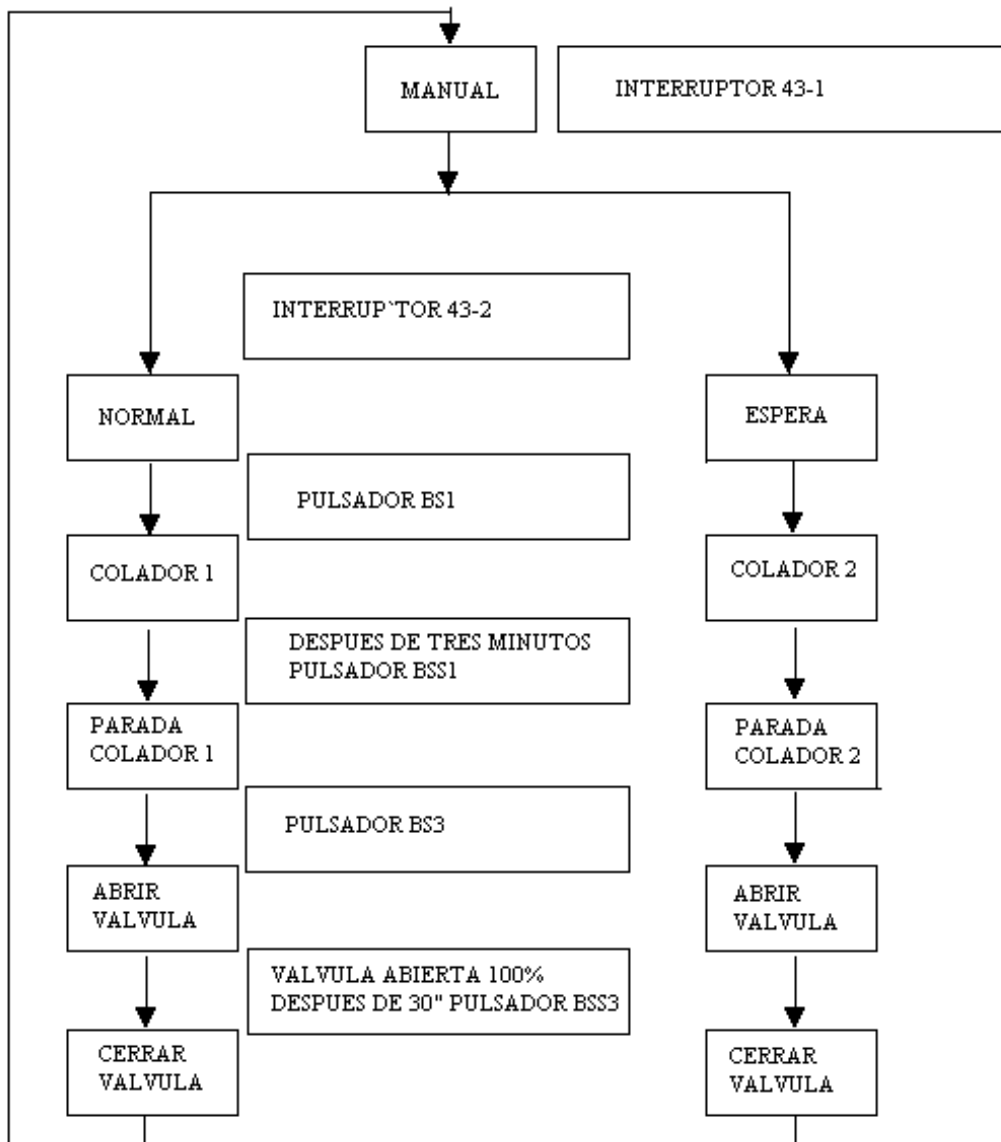 MANUAL
INTERRUPTOR 43-1
INTERRUP`TOR 43-2
NORMAL
ESPERA
PULSADOR BS1
COLADOR 1
COLADOR 2
DESPUES DE TRES MINUTOS
PULSADOR BSS1
PARADA
COLADOR 1
PARADA
COLADOR 2
PULSADOR BS3
ABRIR
VALVULA
ABRIR
VALVULA
VALVULA ABIERTA 100%
DESPUES DE 30" PULSADOR BSS3
CERRAR
VALVULA
CERRAR
VALVULA